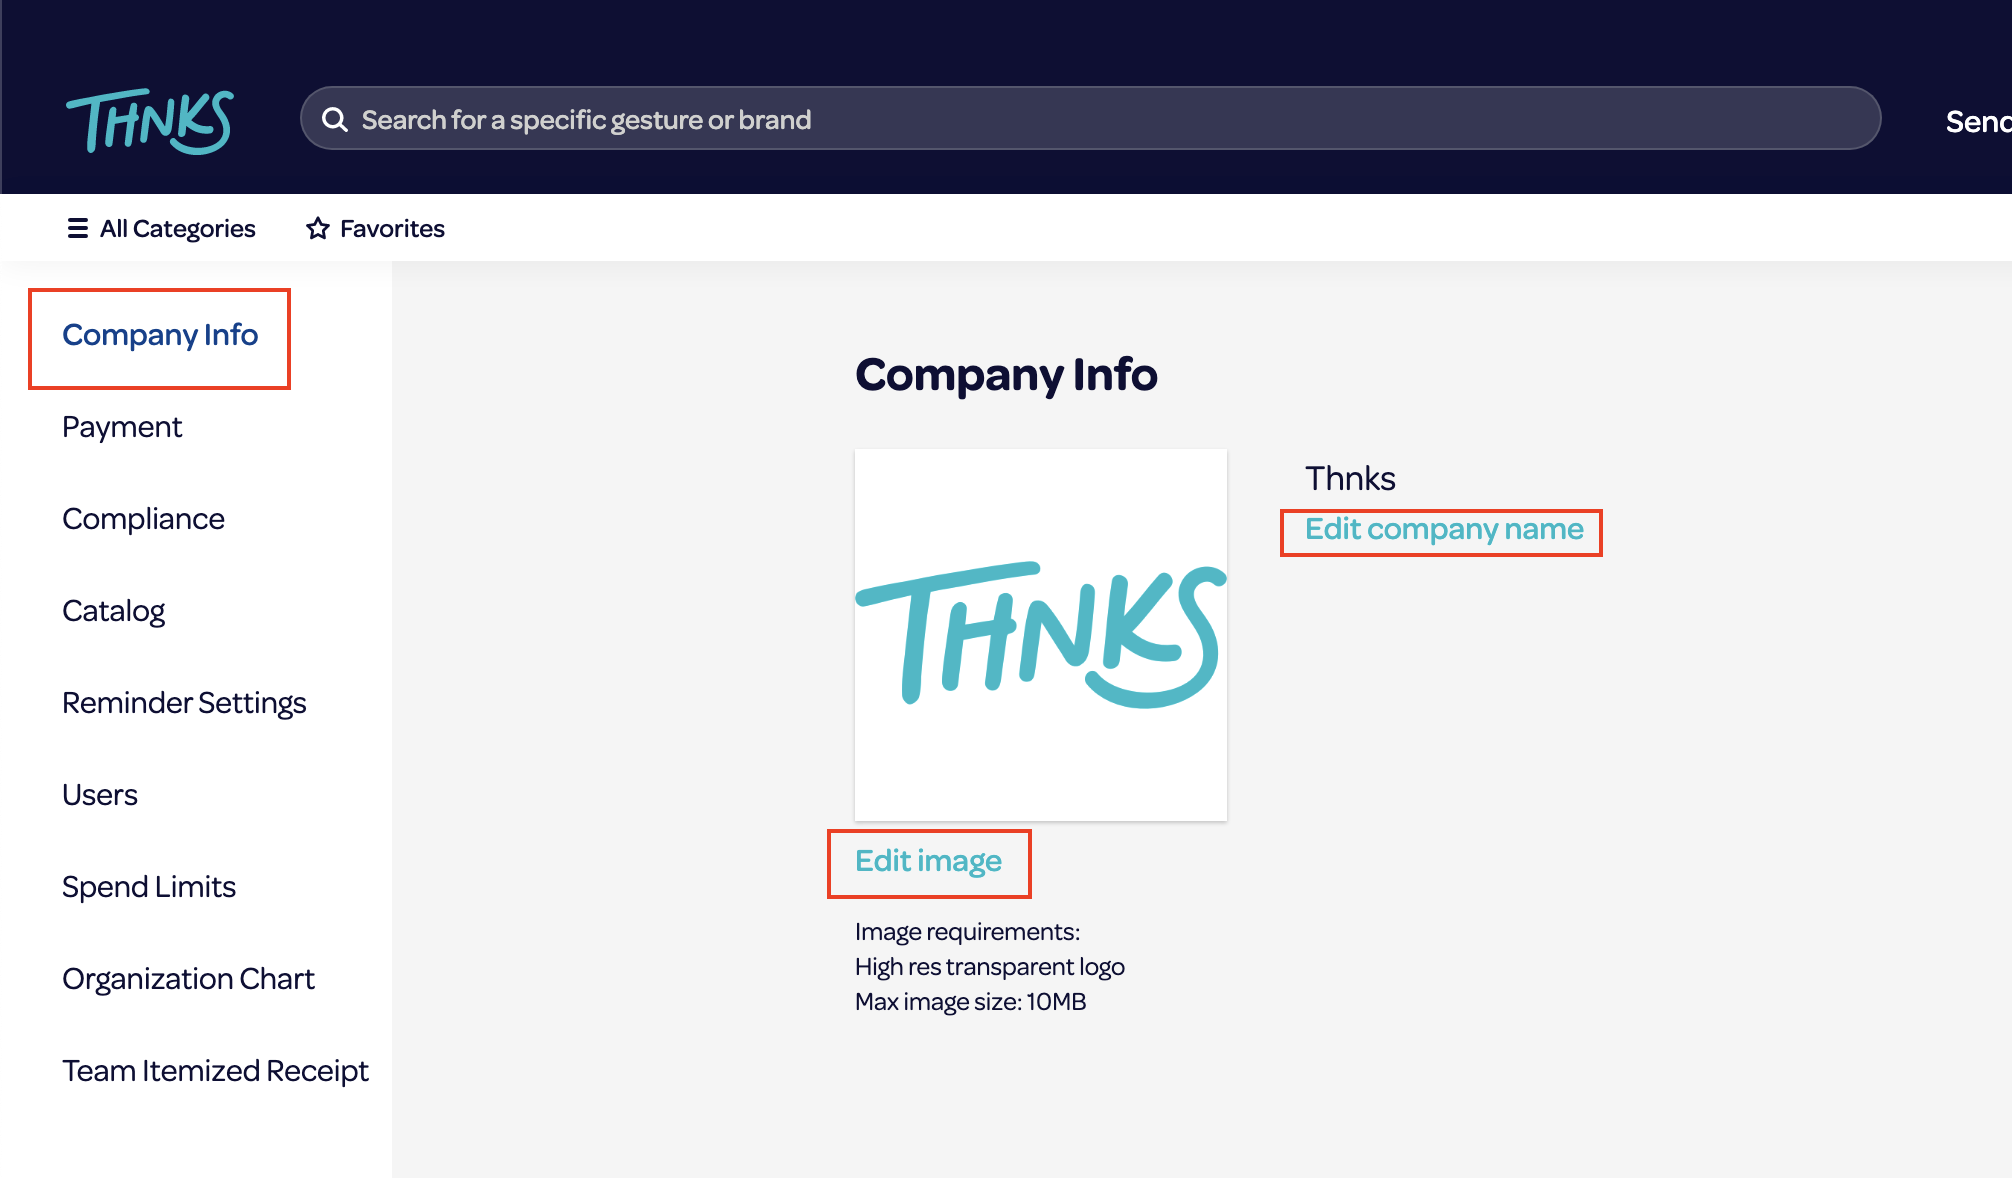 THNKS
Search for a specific gesture or brand
Send
All Categories
Favorites
Company Info
Payment
Compliance
Catalog
Reminder Settings
Users
Spend Limits
Organization Chart
Team Itemized Receipt
Company Info
THNKS
Thnks
Edit company name
Edit image
Image requirements:
High res transparent logo
Max image size: 10MB